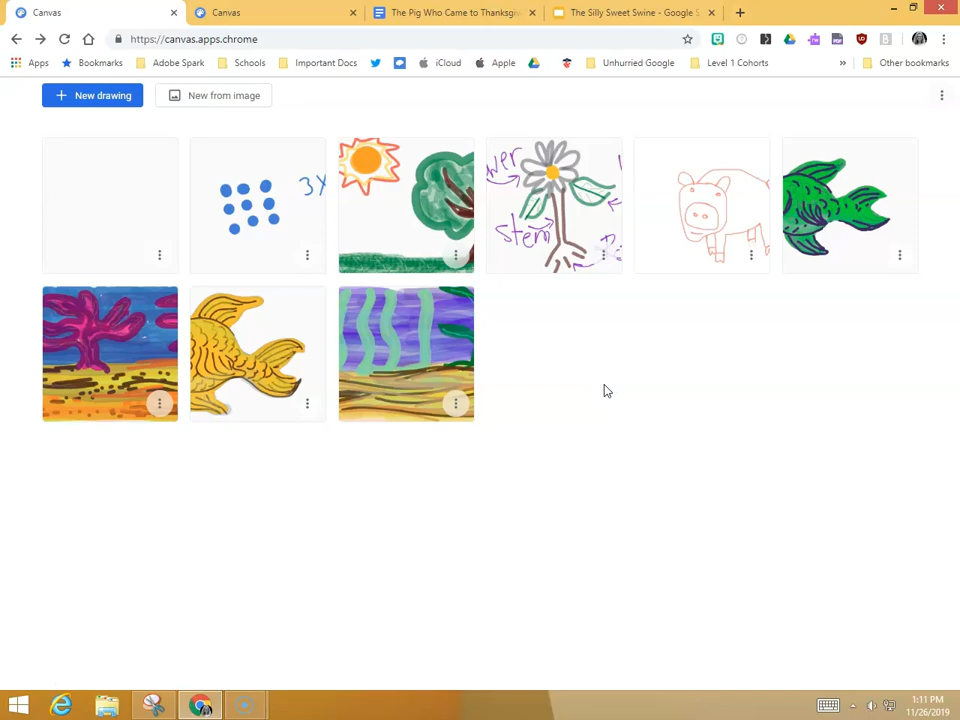 Canvas
Canvas
The Pig Who Came to Thanksgiv
The Silly Sweet Swine - Google S
https://canvas.apps.chrome
Apps
Bookmarks
Adobe Spark
Schools
Important Docs
iCloud
Apple
Unhurried Google
Level 1 Cohorts
»
Other bookmarks
+ New drawing
New from image
3x
wer
stem
1:11 PM
11/26/2019